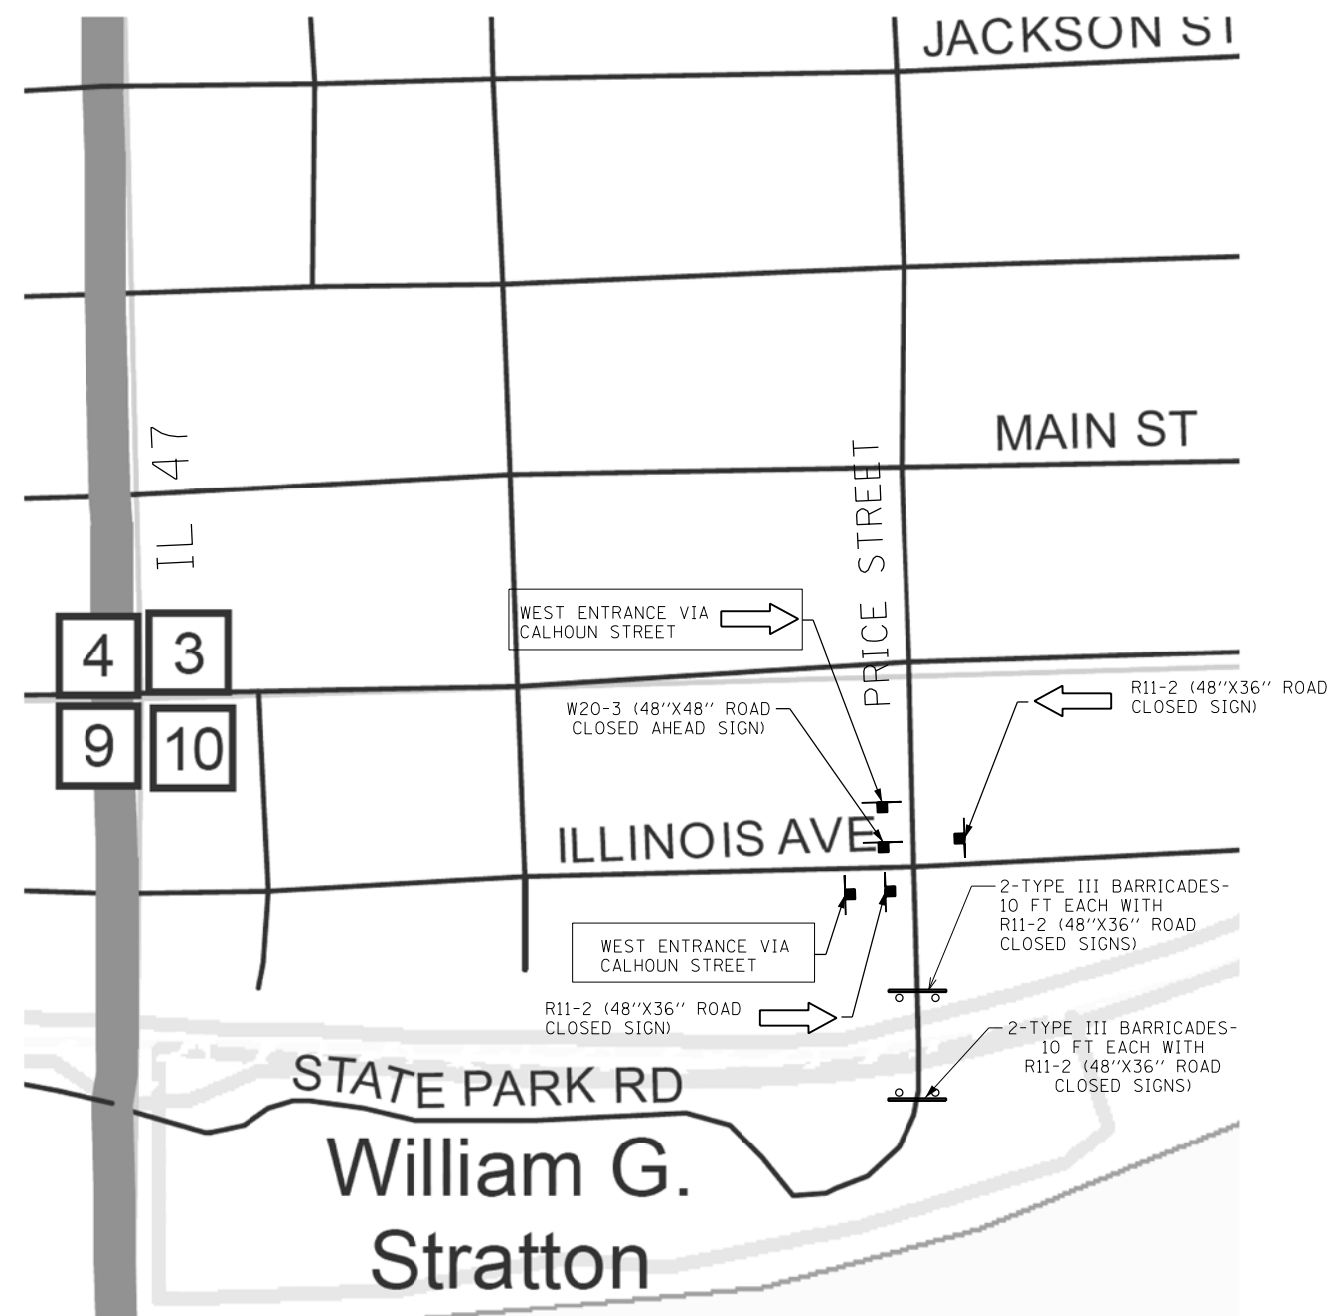 JACKSON ST
MAIN ST
IL 47
PRICE STREET
WEST ENTRANCE VIA
CALHOUN STREET
4
3
9
10
W20-3 (48"X48" ROAD
CLOSED AHEAD SIGN)
R11-2 (48"X36" ROAD
CLOSED SIGN)
ILLINOIS AVE
2-TYPE III BARRICADES-
10 FT EACH WITH
R11-2 (48"X36" ROAD
CLOSED SIGNS)
WEST ENTRANCE VIA
CALHOUN STREET
R11-2 (48"X36" ROAD
CLOSED SIGN)
2-TYPE III BARRICADES-
10 FT EACH WITH
R11-2 (48"X36" ROAD
CLOSED SIGNS)
STATE PARK RD
William G.
Stratton